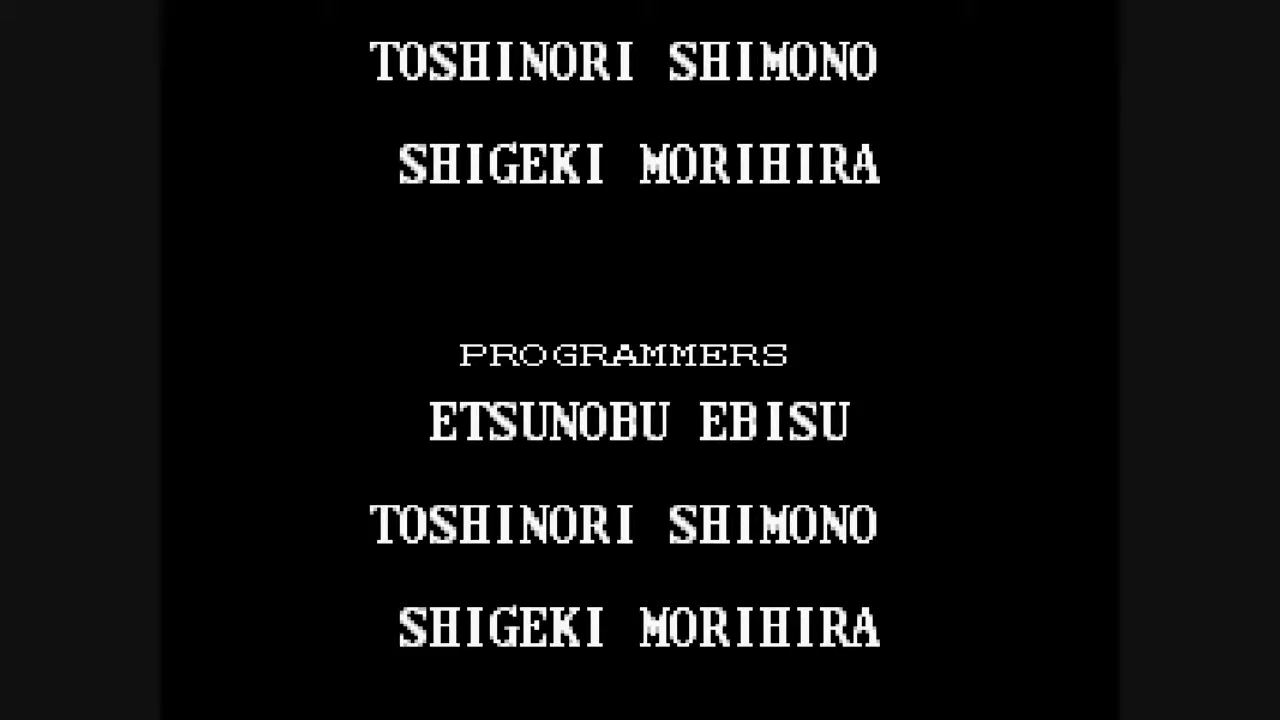 TOSHINORI SHIMONO
SHIGEKI MORIHIRA
PROGRAMMERS
ETSUNOBU EBISU
TOSHINORI SHIMONO
SHIGEKI MORIHIRA